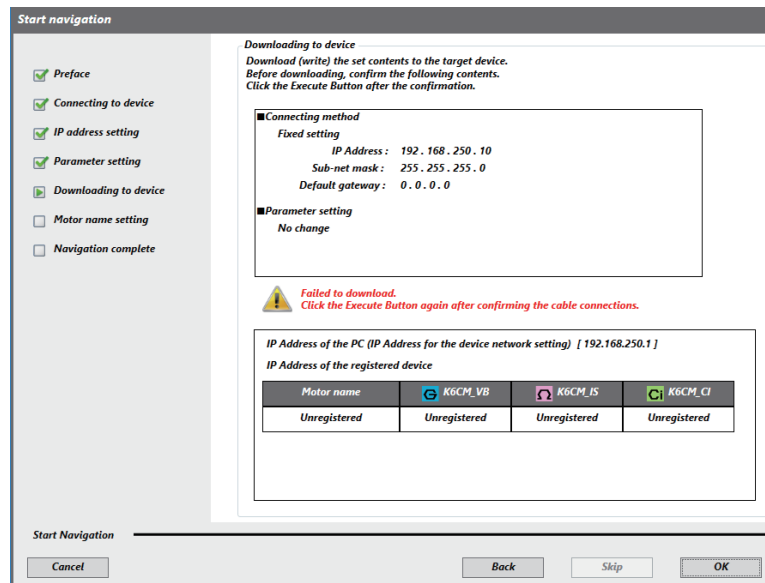 Start navigation
Preface
Connecting to device
IP address setting
Parameter setting
Downloading to device
Motor name setting
Navigation complete
Downloading to device
Download (write) the set contents to the target device.
Before downloading, confirm the following contents.
Click the Execute Button after the confirmation.
■Connecting method
Fixed setting
IP Address : 192 . 168 . 250 . 10
Sub-net mask : 255 . 255 . 255 . 0
Default gateway : 0 . 0 . 0 . 0
■Parameter setting
No change
Failed to download.
Click the Execute Button again after confirming the cable connections.
IP Address of the PC (IP Address for the device network setting) [ 192.168.250.1 ]
IP Address of the registered device
Motor name K6CM_VB Ω K6CM_IS Ci K6CM_CI
Unregistered Unregistered Unregistered Unregistered
Start Navigation
Cancel Back Skip OK